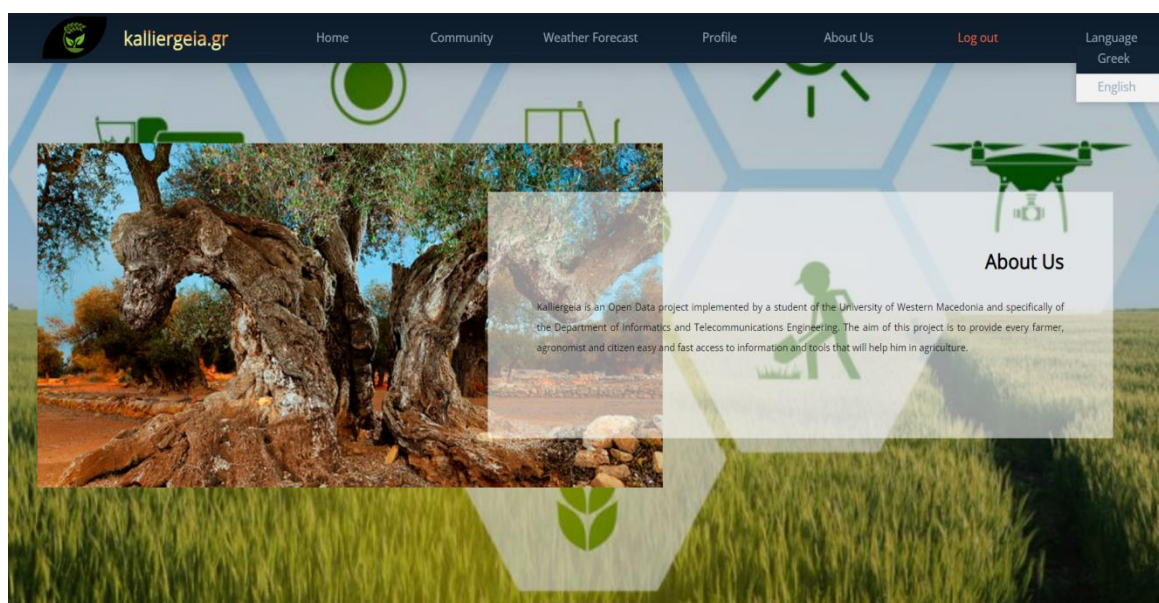 kalliergeia.gr
Home
Community
Weather Forecast
Profile
About Us
Log out
Language
Greek
English
About Us
Kalliergeia is an Open Data project implemented by a student of the University of Western Macedonia and specifically of
the Department of Informatics and Telecommunications Engineering. The aim of this project is to provide every farmer,
agronomist and citizen easy and fast access to information and tools that will help him in agriculture.